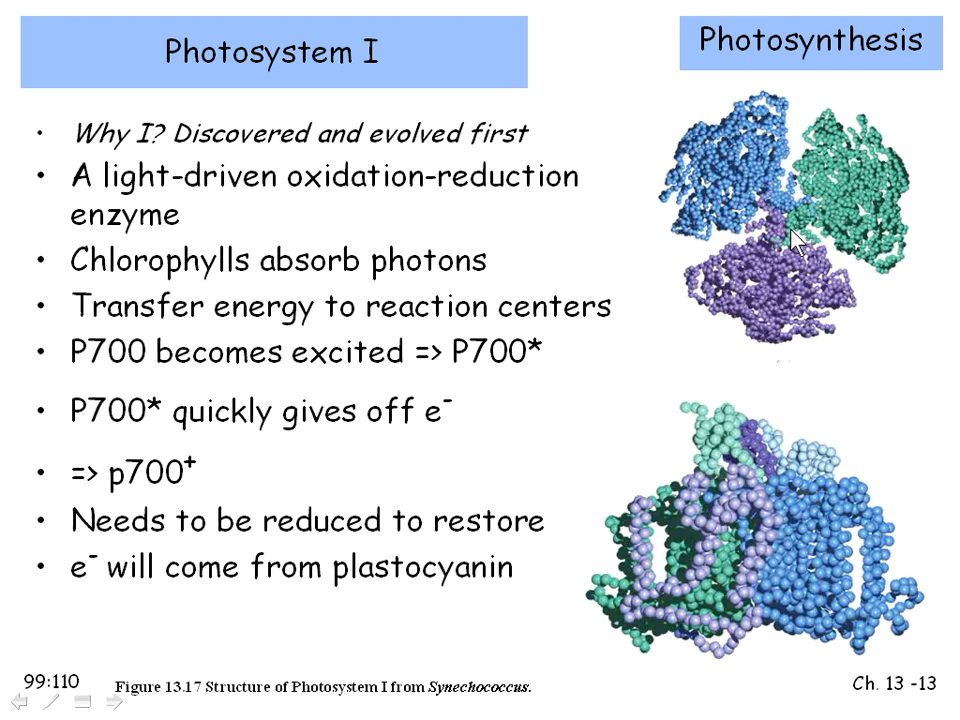 Photosystem I
Photosynthesis
• Why I? Discovered and evolved first
• A light-driven oxidation-reduction
enzyme
• Chlorophylls absorb photons
• Transfer energy to reaction centers
• P700 becomes excited => P700*
• P700* quickly gives off e⁻
• => p700⁺
• Needs to be reduced to restore
• e⁻ will come from plastocyanin
99:110
Figure 13.17 Structure of Photosystem I from Synechococcus.
Ch. 13 -13